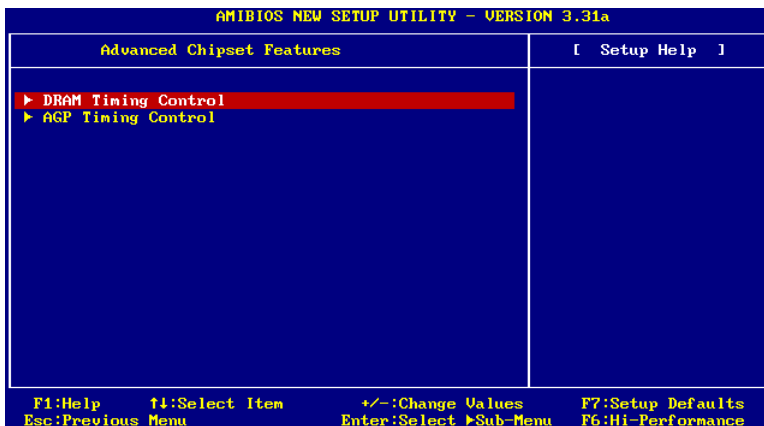 AMIBIOS NEW SETUP UTILITY - VERSION 3.31a
Advanced Chipset Features
[ Setup Help ]
► DRAM Timing Control
► AGP Timing Control
F1:Help ↑↓:Select Item +/-:Change Values F7:Setup Defaults
Esc:Previous Menu Enter:Select ►Sub-Menu F6:Hi-Performance